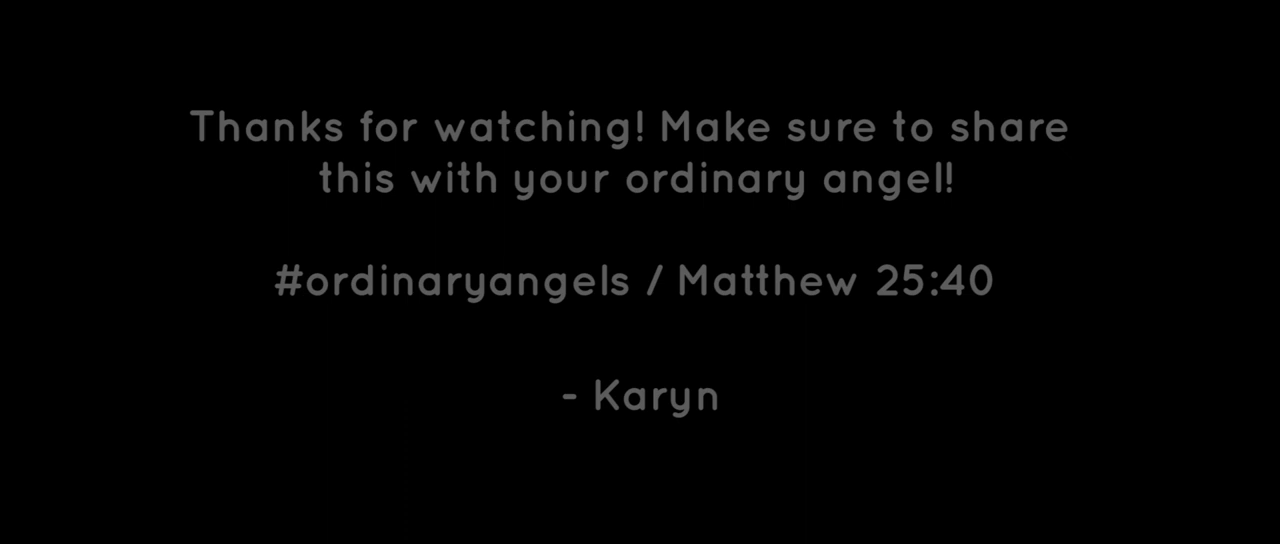 Thanks for watching! Make sure to share
this with your ordinary angel!
#ordinaryangels / Matthew 25:40
- Karyn